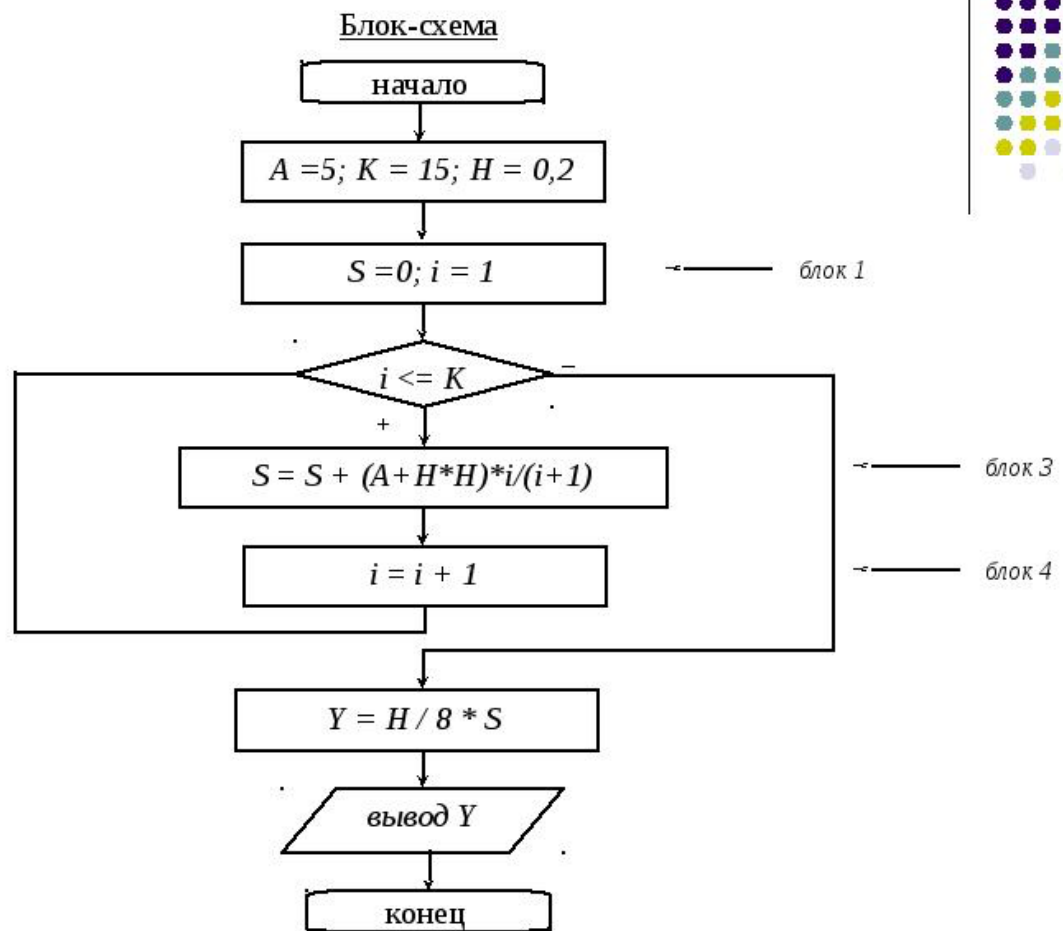 Блок-схема
начало
A =5; K = 15; H = 0,2
S =0; i = 1
блок 1
i <= K
–
+
S = S + (A+H*H)*i/(i+1)
блок 3
i = i + 1
блок 4
Y = H / 8 * S
вывод Y
конец